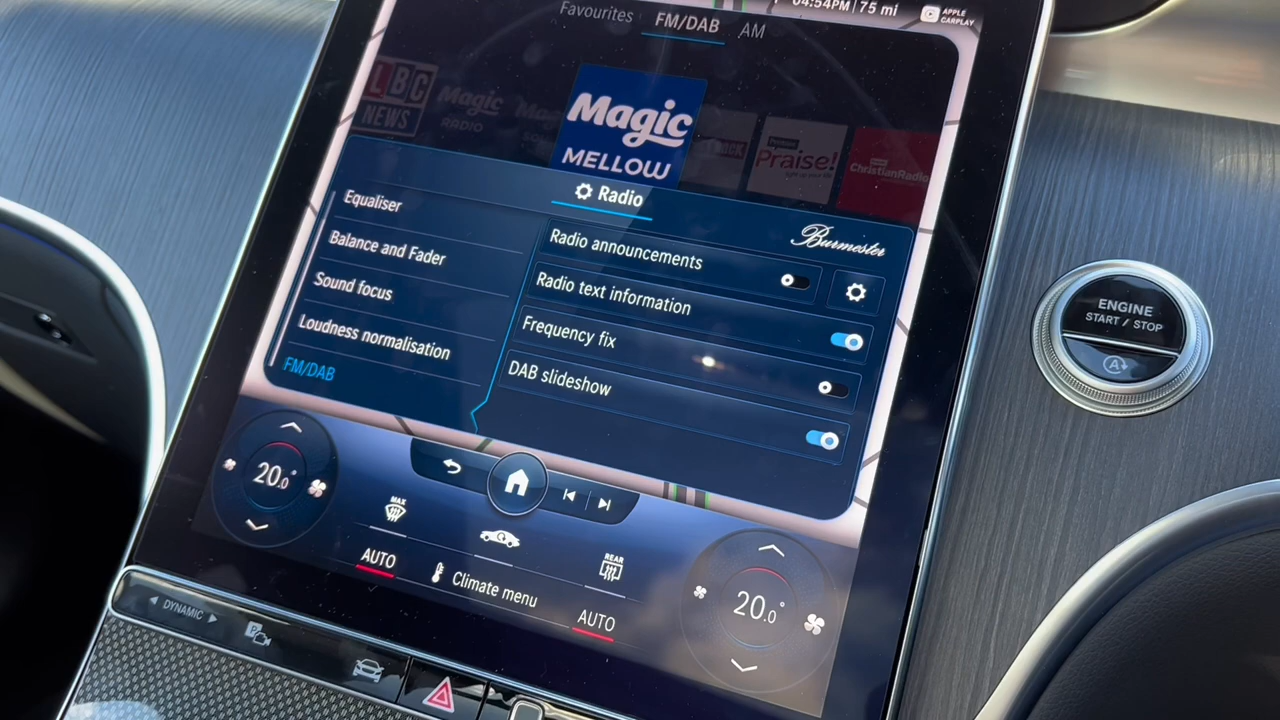 04:54PM | 75 mi
APPLE
CARPLAY
Favourites
FM/DAB
AM
LBC
NEWS
Magic
RADIO
Magic
MELLOW
Premier
Praise!
ChristianRadio
Radio
Burmester
Equaliser
Balance and Fader
Sound focus
Loudness normalisation
FM/DAB
Radio announcements
Radio text information
Frequency fix
DAB slideshow
ENGINE
START / STOP
A
20.0°
MAX
REAR
AUTO
Climate menu
AUTO
20.0°
◀ DYNAMIC ▶
P